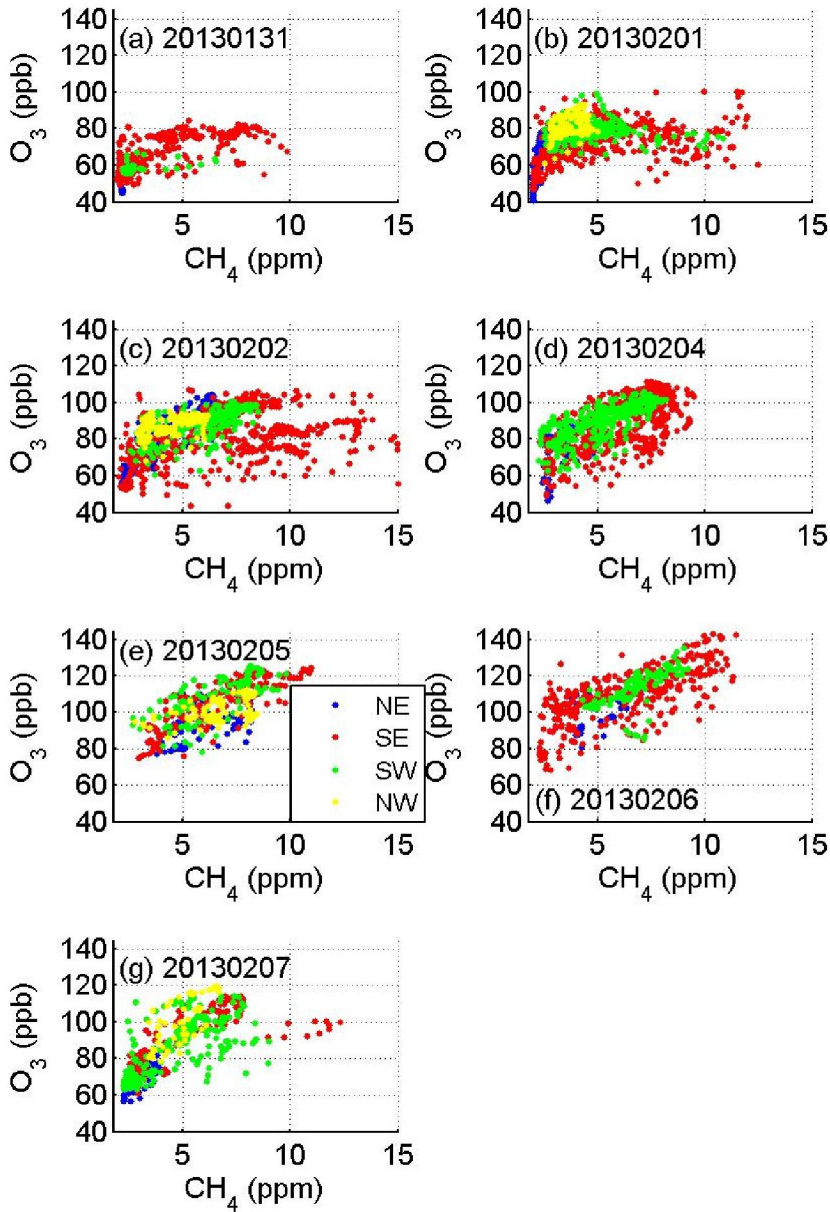 (a) 20130131
140
120
100
80
60
40
O3 (ppb)
5
10
15
CH4 (ppm)
(b) 20130201
140
120
100
80
60
40
O3 (ppb)
5
10
15
CH4 (ppm)
(c) 20130202
140
120
100
80
60
40
O3 (ppb)
5
10
15
CH4 (ppm)
(d) 20130204
140
120
100
80
60
40
O3 (ppb)
5
10
15
CH4 (ppm)
(e) 20130205
140
120
100
80
60
40
O3 (ppb)
5
10
15
CH4 (ppm)
NE
SE
SW
NW
140
120
100
80
60
40
O3 (ppb)
(f) 20130206
5
10
15
CH4 (ppm)
(g) 20130207
140
120
100
80
60
40
O3 (ppb)
5
10
15
CH4 (ppm)